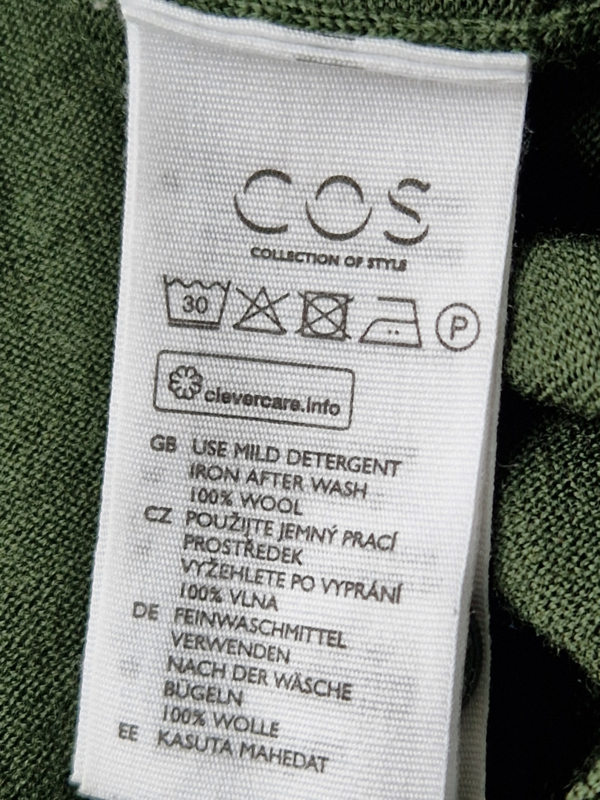 COS
COLLECTION OF STYLE
30 P
clevercare.info
GB USE MILD DETERGENT
IRON AFTER WASH
100% WOOL
CZ POUŽIJTE JEMNÝ PRACÍ
PROSTŘEDEK
VYŽEHLETE PO VYPRÁNÍ
100% VLNA
DE FEINWASCHMITTEL
VERWENDEN
NACH DER WÄSCHE
BÜGELN
100% WOLLE
EE KASUTA MAHEDAT